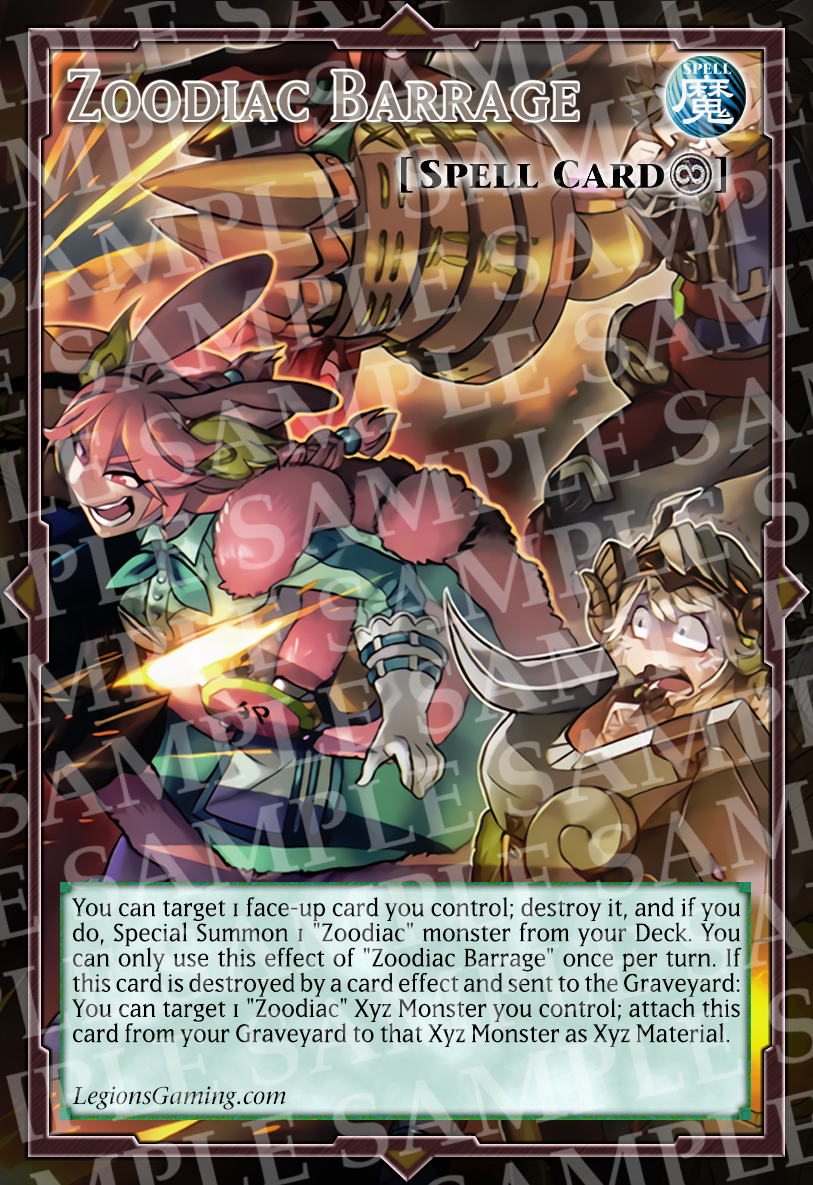 Zoodiac Barrage
SPELL
魔
[Spell Card]
You can target 1 face-up card you control; destroy it, and if you
do, Special Summon 1 "Zoodiac" monster from your Deck. You
can only use this effect of "Zoodiac Barrage" once per turn. If
this card is destroyed by a card effect and sent to the Graveyard:
You can target 1 "Zoodiac" Xyz Monster you control; attach this
card from your Graveyard to that Xyz Monster as Xyz Material.
LegionsGaming.com
SAMPLE SAMPLE SAMPLE